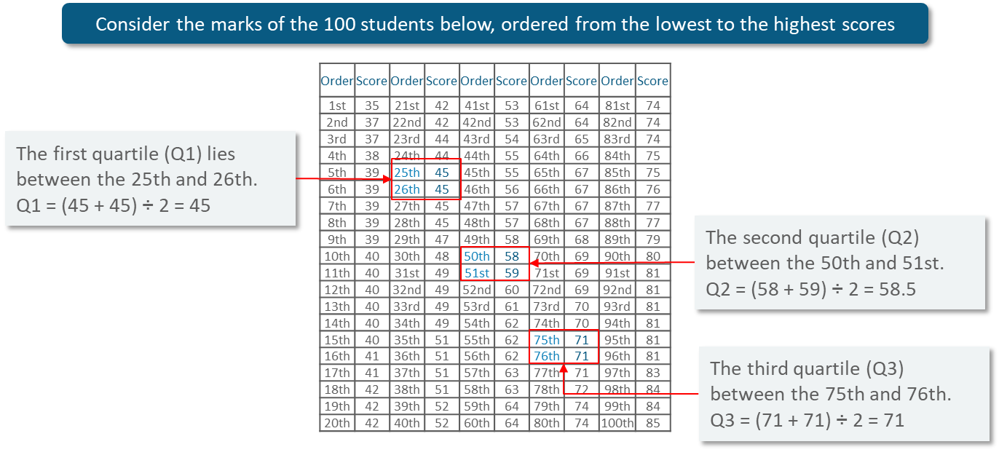 Consider the marks of the 100 students below, ordered from the lowest to the highest scores
Order Score Order Score Order Score Order Score Order Score
1st 35 21st 42 41st 53 61st 64 81st 74
2nd 37 22nd 42 42nd 53 62nd 64 82nd 74
3rd 37 23rd 44 43rd 54 63rd 65 83rd 74
4th 38 24th 44 44th 55 64th 66 84th 75
5th 39 25th 45 45th 55 65th 67 85th 75
6th 39 26th 45 46th 56 66th 67 86th 76
7th 39 27th 45 47th 57 67th 67 87th 77
8th 39 28th 45 48th 57 68th 67 88th 77
9th 39 29th 47 49th 58 69th 68 89th 79
10th 40 30th 48 50th 58 70th 69 90th 80
11th 40 31st 49 51st 59 71st 69 91st 81
12th 40 32nd 49 52nd 60 72nd 69 92nd 81
13th 40 33rd 49 53rd 61 73rd 70 93rd 81
14th 40 34th 49 54th 62 74th 70 94th 81
15th 40 35th 51 55th 62 75th 71 95th 81
16th 41 36th 51 56th 62 76th 71 96th 81
17th 41 37th 51 57th 63 77th 71 97th 83
18th 42 38th 51 58th 63 78th 72 98th 84
19th 42 39th 52 59th 64 79th 74 99th 84
20th 42 40th 52 60th 64 80th 74 100th 85
The first quartile (Q1) lies
between the 25th and 26th.
Q1 = (45 + 45) ÷ 2 = 45
The second quartile (Q2)
between the 50th and 51st.
Q2 = (58 + 59) ÷ 2 = 58.5
The third quartile (Q3)
between the 75th and 76th.
Q3 = (71 + 71) ÷ 2 = 71